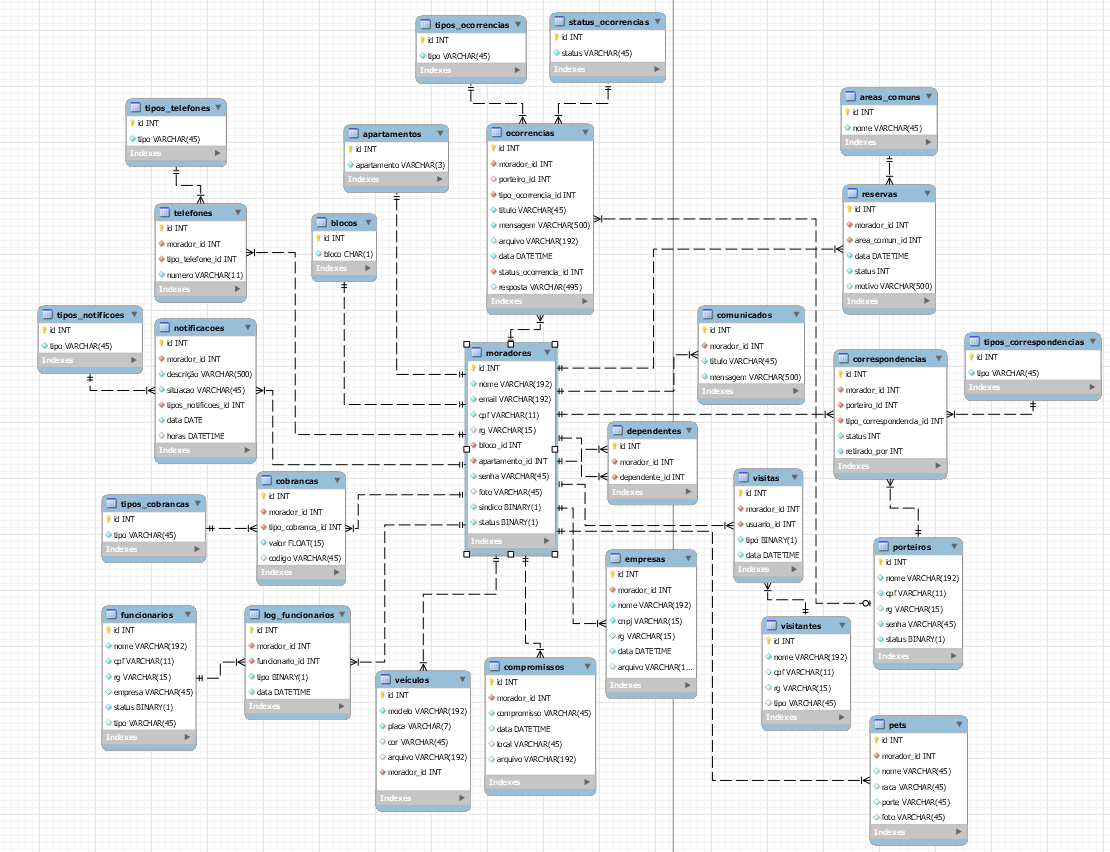 tipos_ocorrencias
id INT
tipo VARCHAR(45)
Indexes
status_ocorrencias
id INT
status VARCHAR(45)
Indexes
tipos_telefones
id INT
tipo VARCHAR(45)
Indexes
apartamentos
id INT
apartamento VARCHAR(3)
Indexes
ocorrencias
id INT
morador_id INT
porteiro_id INT
tipo_ocorrencia_id INT
titulo VARCHAR(45)
mensagem VARCHAR(500)
arquivo VARCHAR(192)
data DATETIME
status_ocorrencia_id INT
resposta VARCHAR(495)
Indexes
areas_comuns
id INT
nome VARCHAR(45)
Indexes
telefones
id INT
morador_id INT
tipo_telefone_id INT
numero VARCHAR(11)
Indexes
blocos
id INT
bloco CHAR(1)
Indexes
reservas
id INT
morador_id INT
area_comun_id INT
data DATETIME
status INT
motivo VARCHAR(500)
Indexes
tipos_notificoes
id INT
tipo VARCHAR(45)
Indexes
notificacoes
id INT
morador_id INT
descrição VARCHAR(500)
situacao VARCHAR(45)
tipos_notificoes_id INT
data DATE
horas DATETIME
Indexes
moradores
id INT
nome VARCHAR(192)
email VARCHAR(192)
cpf VARCHAR(11)
rg VARCHAR(15)
bloco_id INT
apartamento_id INT
senha VARCHAR(45)
foto VARCHAR(45)
sindico BINARY(1)
status BINARY(1)
Indexes
comunicados
id INT
morador_id INT
titulo VARCHAR(45)
mensagem VARCHAR(500)
Indexes
correspondencias
id INT
morador_id INT
porteiro_id INT
tipo_correspondencia_id INT
status INT
retirado_por INT
Indexes
tipos_correspondencias
id INT
tipo VARCHAR(45)
Indexes
dependentes
id INT
morador_id INT
dependente_id INT
Indexes
tipos_cobrancas
id INT
tipo VARCHAR(45)
Indexes
cobrancas
id INT
morador_id INT
tipo_cobranca_id INT
valor FLOAT(15)
codigo VARCHAR(45)
Indexes
visitas
id INT
morador_id INT
usuario_id INT
tipo BINARY(1)
data DATETIME
Indexes
empresas
id INT
morador_id INT
nome VARCHAR(192)
cnpj VARCHAR(15)
rg VARCHAR(15)
data DATETIME
arquivo VARCHAR(1...
Indexes
porteiros
id INT
nome VARCHAR(192)
cpf VARCHAR(11)
rg VARCHAR(15)
senha VARCHAR(45)
status BINARY(1)
Indexes
funcionarios
id INT
nome VARCHAR(192)
cpf VARCHAR(11)
rg VARCHAR(15)
empresa VARCHAR(45)
status BINARY(1)
tipo VARCHAR(45)
Indexes
log_funcionarios
id INT
morador_id INT
funcionario_id INT
tipo BINARY(1)
data DATETIME
Indexes
visitantes
id INT
nome VARCHAR(192)
cpf VARCHAR(11)
rg VARCHAR(15)
tipo VARCHAR(45)
Indexes
veículos
id INT
modelo VARCHAR(192)
placa VARCHAR(7)
cor VARCHAR(45)
arquivo VARCHAR(192)
morador_id INT
Indexes
compromissos
id INT
morador_id INT
compromisso VARCHAR(45)
data DATETIME
local VARCHAR(45)
arquivo VARCHAR(192)
Indexes
pets
id INT
morador_id INT
nome VARCHAR(45)
raca VARCHAR(45)
porte VARCHAR(45)
foto VARCHAR(45)
Indexes